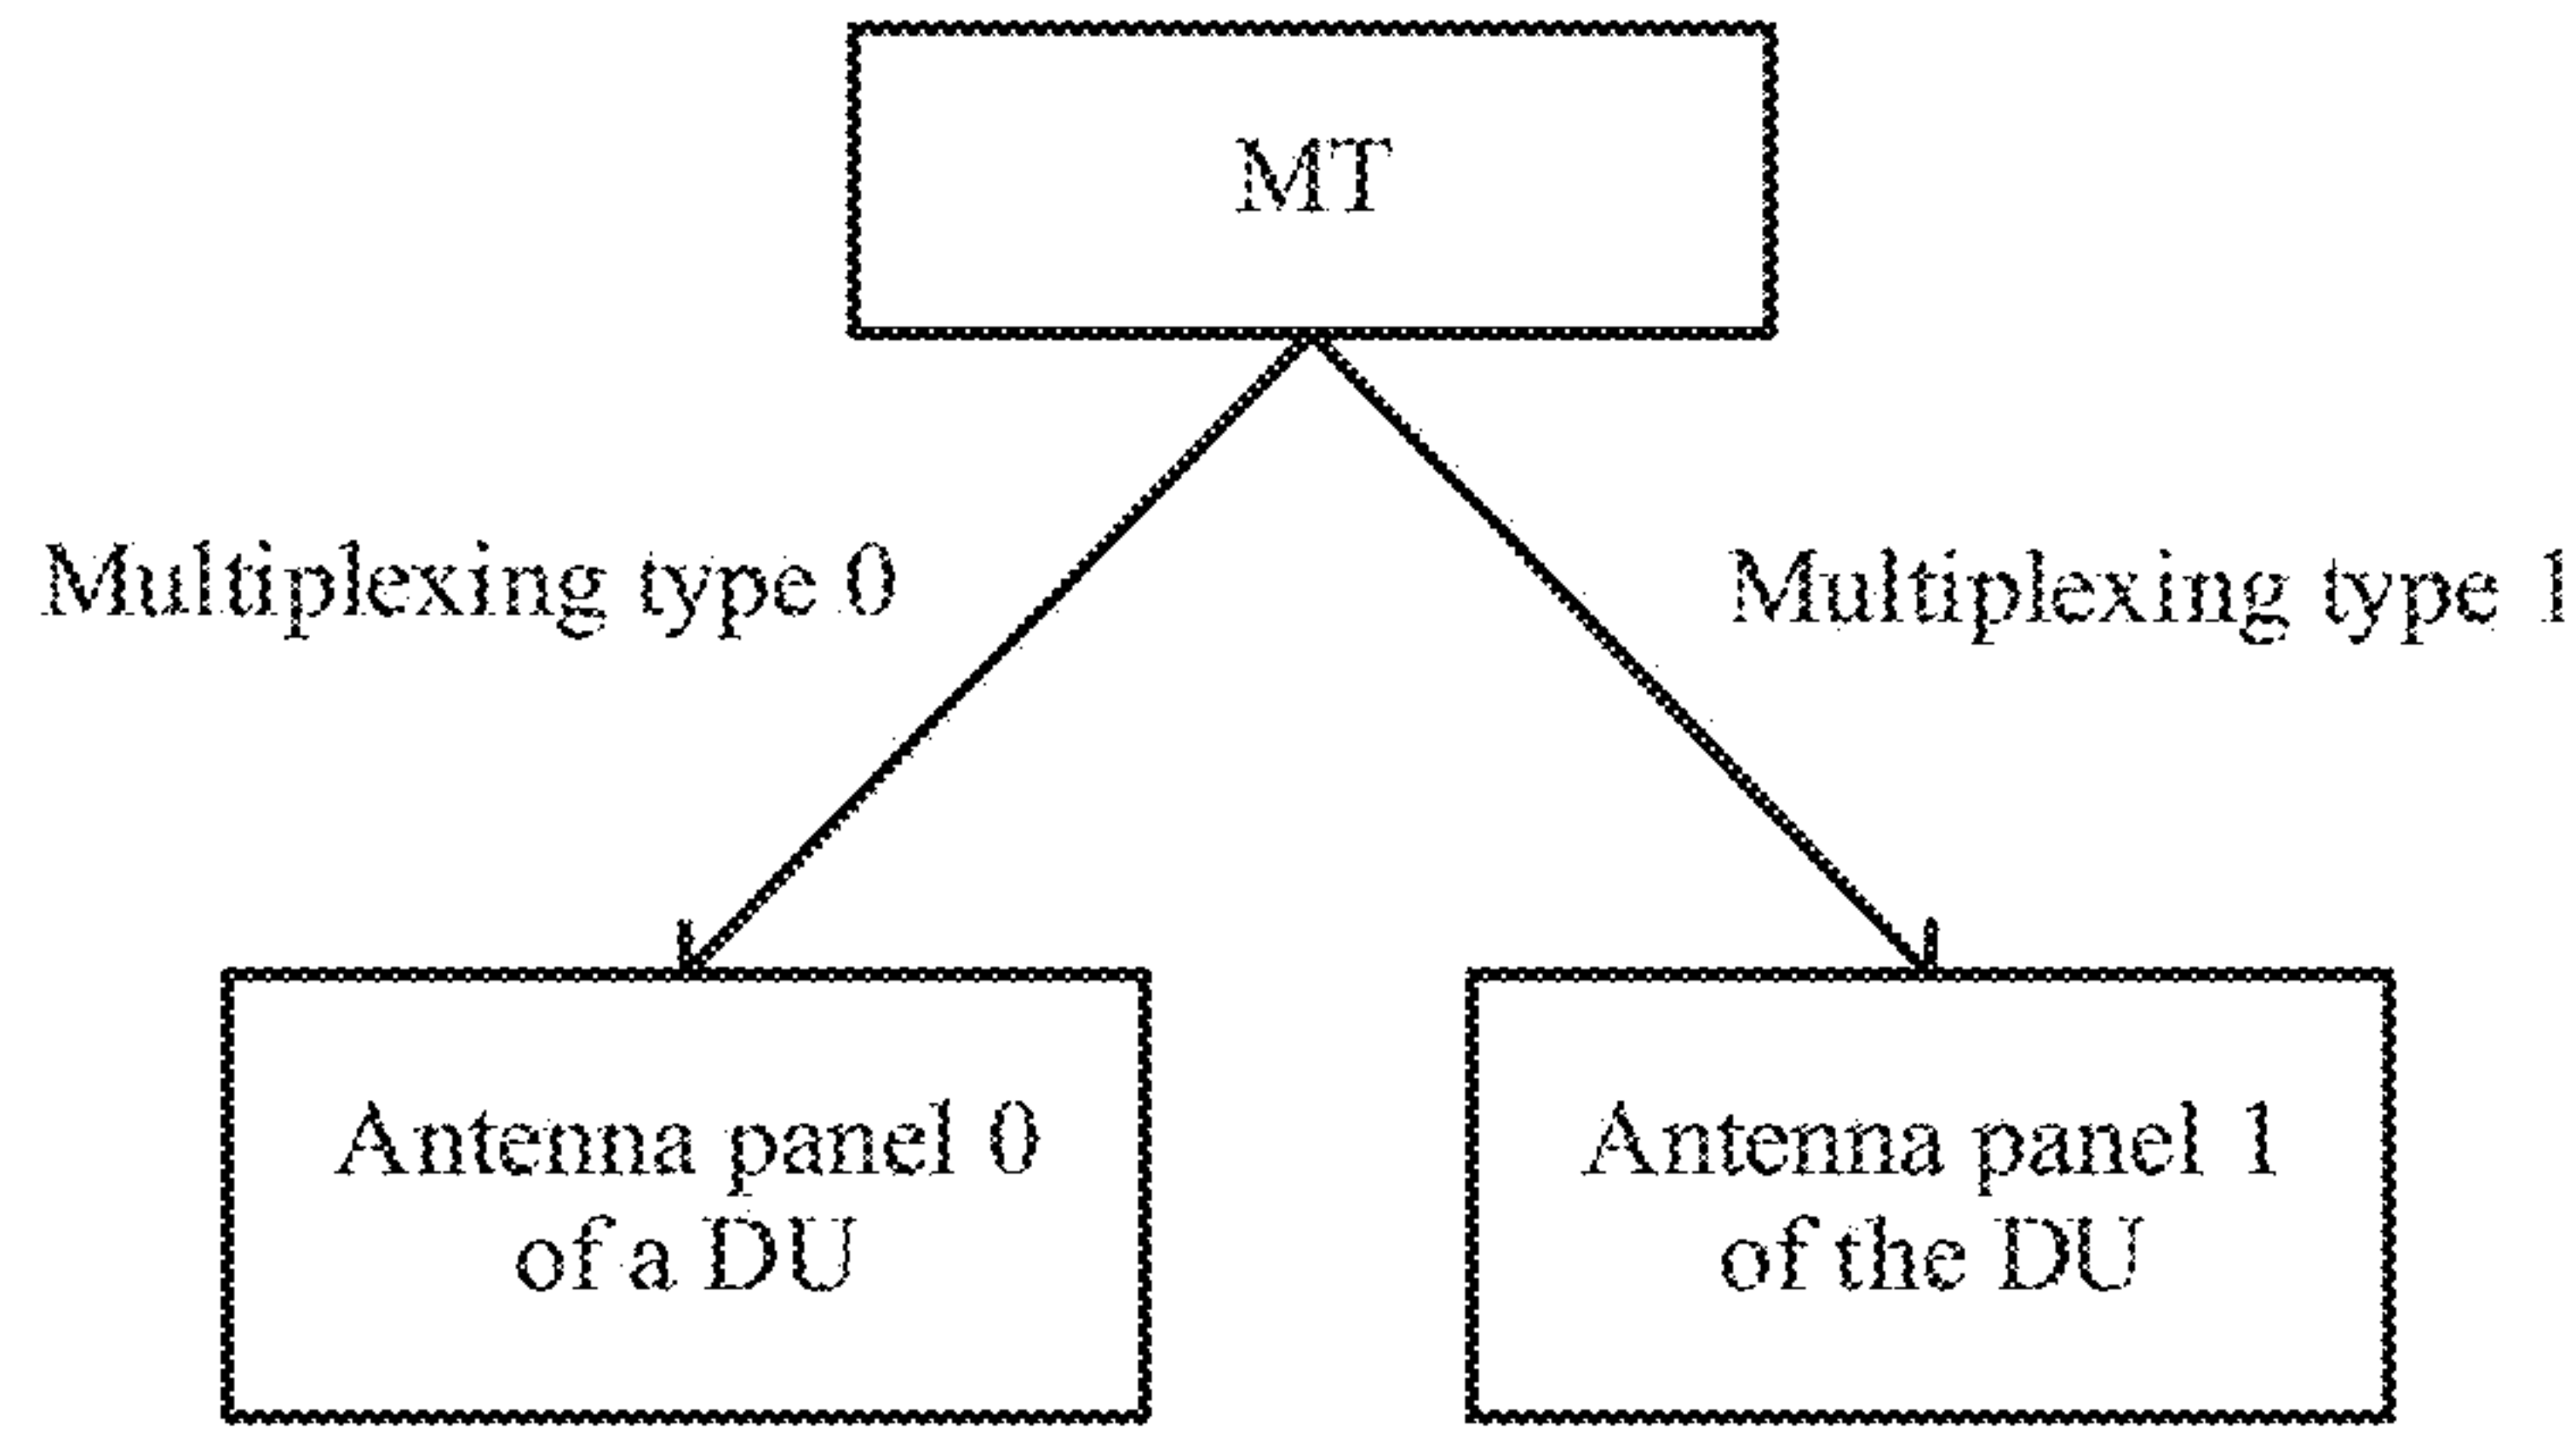 MT
Multiplexing type 0
Multiplexing type 1
Antenna panel 0
of a DU
Antenna panel 1
of the DU